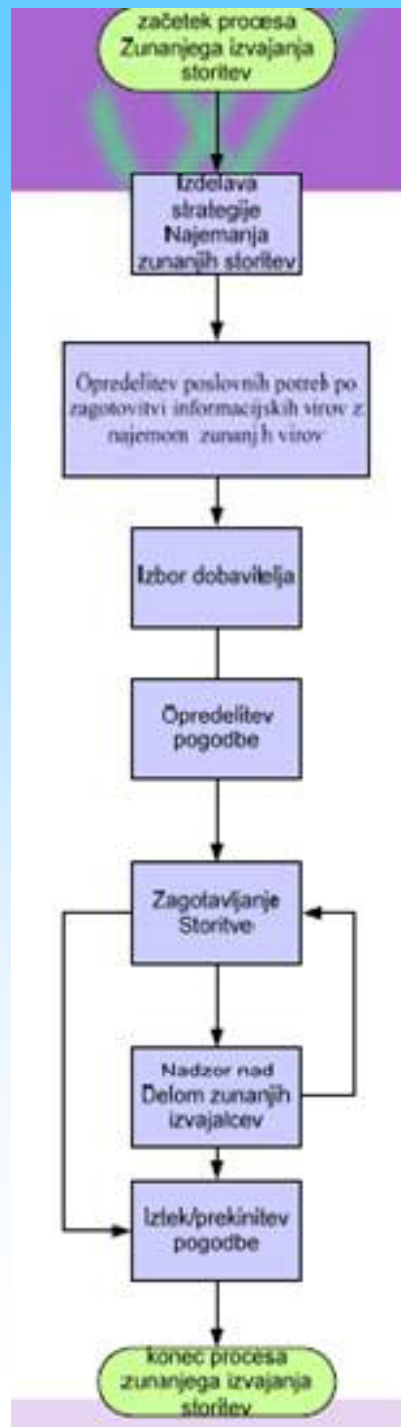 začetek procesa
Zunanjega izvajanja
storitev
Izdelava
strategije
Najemanja
zunanjih storitev
Opredelitev poslovnih potreb po
zagotovitvi informacijskih virov z
najemom zunanjih virov
Izbor dobavitelja
Opredelitev
pogodbe
Zagotavljanje
Storitve
Nadzor nad
Delom zunanjih
izvajalcev
Iztek/prekinitev
pogodbe
konec procesa
zunanjega izvajanja
storitev